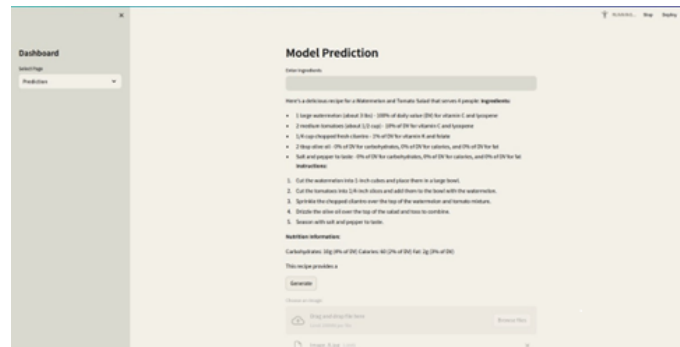 RUNNING...
Stop
Deploy
Dashboard
Select Page
Prediction
Model Prediction
Enter Ingredients:
Here's a delicious recipe for a Watermelon and Tomato Salad that serves 4 people: Ingredients:
1 large watermelon (about 3 lbs) - 100% of daily value (DV) for vitamin C and lycopene
2 medium tomatoes (about 1/2 cup) - 10% of DV for vitamin C and lycopene
1/4 cup chopped fresh cilantro - 1% of DV for vitamin K and folate
2 tbsp olive oil - 0% of DV for carbohydrates, 0% of DV for calories, and 0% of DV for fat
Salt and pepper to taste - 0% of DV for carbohydrates, 0% of DV for calories, and 0% of DV for fat
Instructions:
1. Cut the watermelon into 1-inch cubes and place them in a large bowl.
2. Cut the tomatoes into 1/4-inch slices and add them to the bowl with the watermelon.
3. Sprinkle the chopped cilantro over the top of the watermelon and tomato mixture.
4. Drizzle the olive oil over the top of the salad and toss to combine.
5. Season with salt and pepper to taste.
Nutrition Information:
Carbohydrates: 10g (4% of DV) Calories: 60 (2% of DV) Fat: 2g (3% of DV)
This recipe provides a
Generate
Choose an image
Drag and drop file here
Browse files